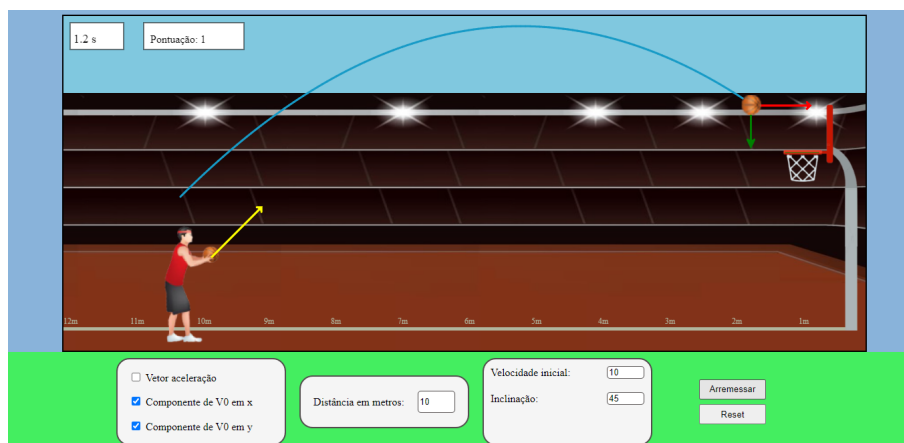 1.2 s
Pontuação: 1
12m 11m 10m 9m 8m 7m 6m 5m 4m 3m 2m 1m
Vetor aceleração
Componente de V0 em x
Componente de V0 em y
Distância em metros: 10
Velocidade inicial: 10
Inclinação: 45
Arremessar
Reset